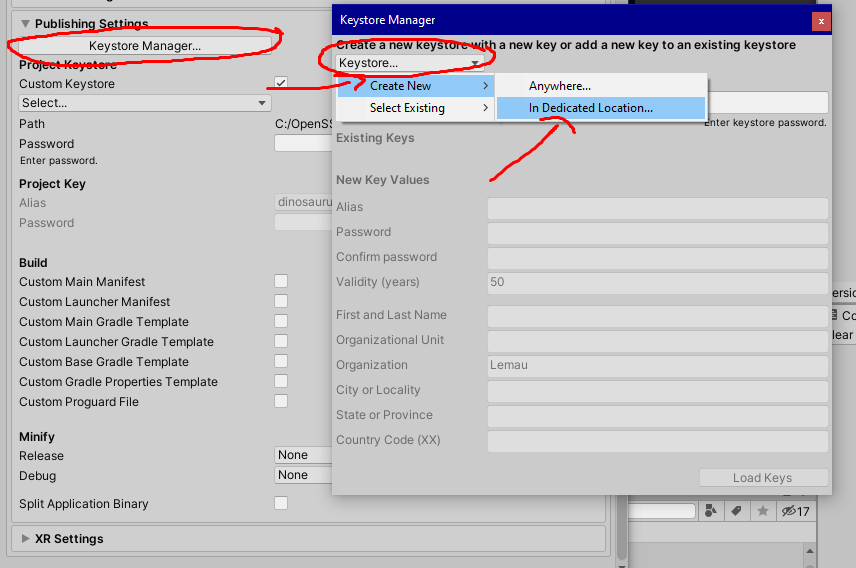 Publishing Settings
Keystore Manager...
Project Keystore
Custom Keystore
Select...
Path C:/OpenSS
Password
Enter password.
Project Key
Alias dinosauru
Password
Build
Custom Main Manifest
Custom Launcher Manifest
Custom Main Gradle Template
Custom Launcher Gradle Template
Custom Base Gradle Template
Custom Gradle Properties Template
Custom Proguard File
Minify
Release None
Debug None
Split Application Binary
XR Settings
Keystore Manager
x
Create a new keystore with a new key or add a new key to an existing keystore
Keystore...
Create New
Select Existing
Anywhere...
In Dedicated Location...
Enter keystore password.
Existing Keys
New Key Values
Alias
Password
Confirm password
Validity (years) 50
First and Last Name
Organizational Unit
Organization Lemau
City or Locality
State or Province
Country Code (XX)
Load Keys
ersio
Co
lear
17